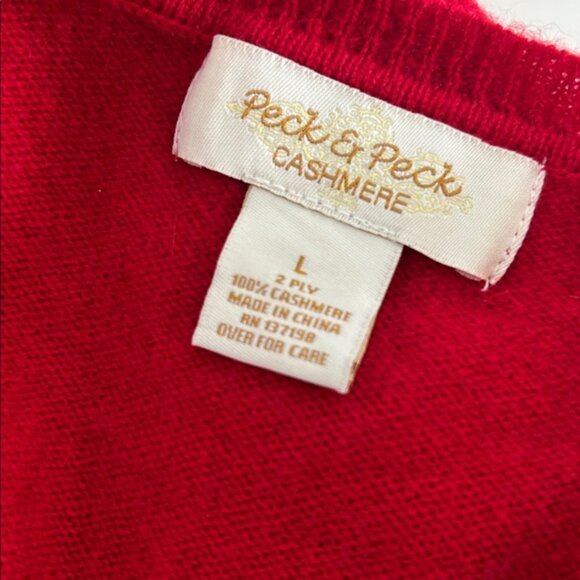 Peck & Peck
CASHMERE
L
2 PLY
100% CASHMERE
MADE IN CHINA
RN 137198
OVER FOR CARE